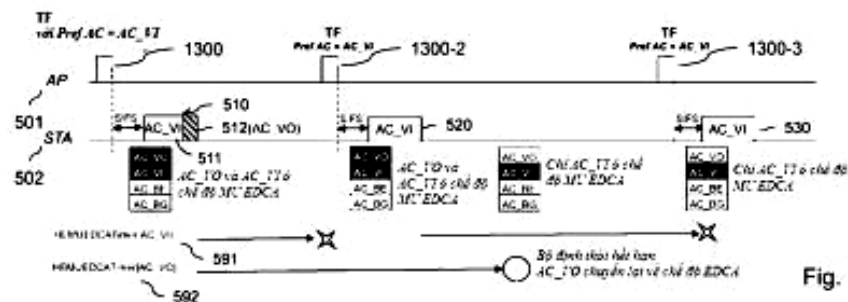 TF
với Pref AC = AC_VI
1300
TF
Pref AC = AC_VI
1300-2
TF
Pref AC = AC_VI
1300-3
AP
501
STA
502
SIFS
AC_VI
510
512(AC_VO)
511
SIFS
AC_VI
520
SIFS
AC_VI
530
AC_VO
AC_VI
AC_BE
AC_BG
AC_VO và AC_VI ở
chế độ MU EDCA
AC_VO
AC_VI
AC_BE
AC_BG
AC_VO và
AC_VI ở chế độ
MU EDCA
AC_VO
AC_VI
AC_BE
AC_BG
Chỉ AC_VI ở chế
độ MU EDCA
AC_VO
AC_VI
AC_BE
AC_BG
Chỉ AC_VI ở chế độ
MU EDCA
591
592
Bộ định thời hết hạn
AC_VO chuyển lại về chế độ EDCA
Fig.